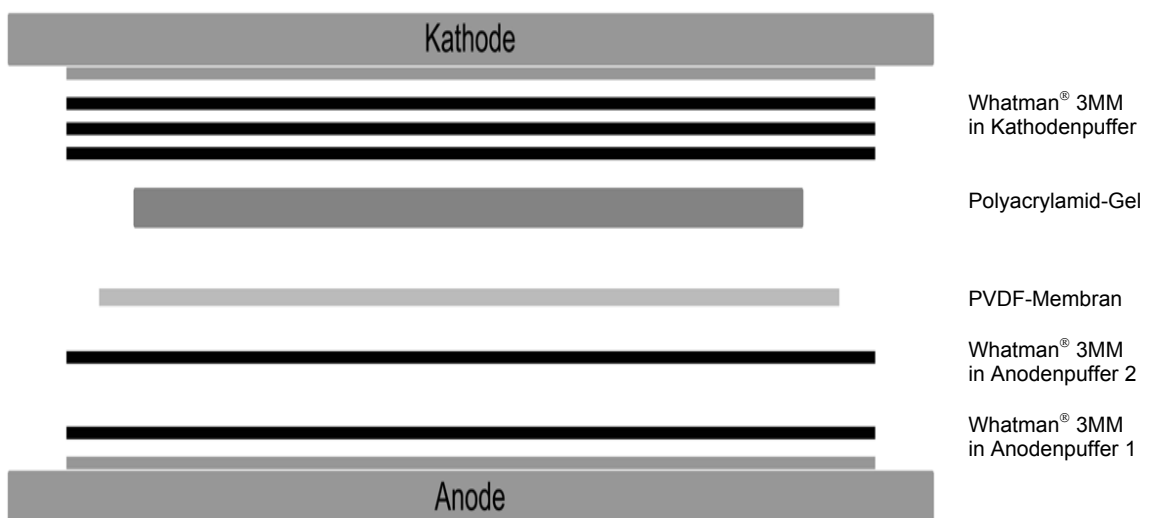 Kathode
Whatman® 3MM
in Kathodenpuffer
Polyacrylamid-Gel
PVDF-Membran
Whatman® 3MM
in Anodenpuffer 2
Whatman® 3MM
in Anodenpuffer 1
Anode